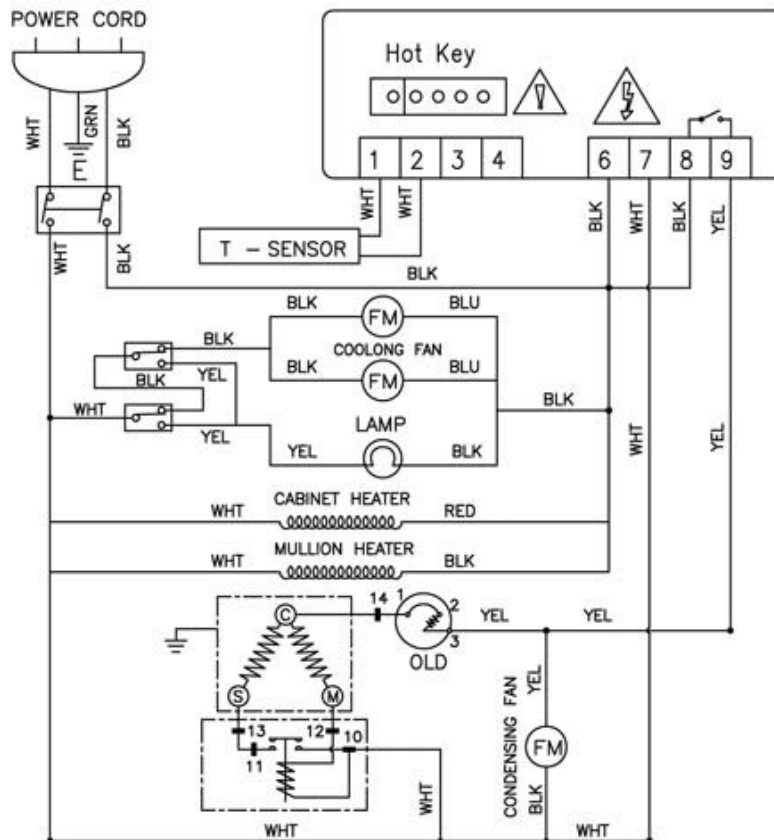 POWER CORD
Hot Key
WHT
GRN
BLK
E
1 2 3 4
6 7 8 9
WHT
WHT
BLK
WHT
BLK
YEL
T - SENSOR
WHT
BLK
BLK
BLK
BLU
FM
BLK
COOLONG FAN
YEL
BLK
BLK
FM
BLU
WHT
BLK
LAMP
YEL
YEL
BLK
WHT
YEL
CABINET HEATER
WHT
RED
MULLION HEATER
WHT
BLK
C
14
1
2
3
YEL
YEL
OLD
S
M
YEL
13
12
10
11
CONDENSING FAN
FM
WHT
BLK
WHT
WHT